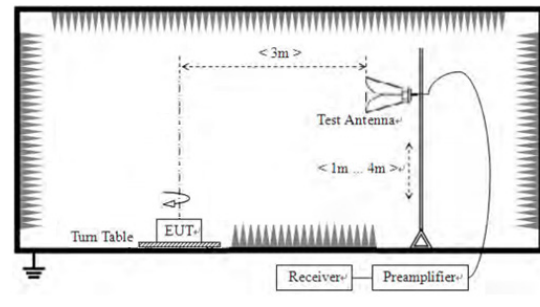 < 3m >
Test Antenna
< 1m ... 4m >
EUT
Turn Table
Receiver
Preamplifier